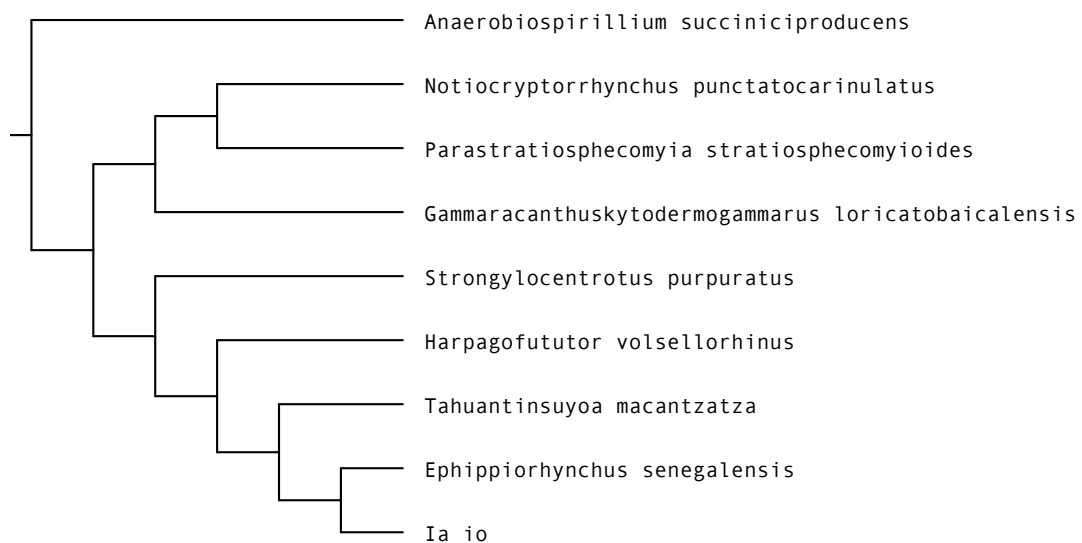 Anaerobiospirillium succiniciproducens
Notiocryptorrhynchus punctatocarinulatus
Parastratiosphecomyia stratiosphecomyioides
Gammaracanthuskytodermogammarus loricatobaicalensis
Strongylocentrotus purpuratus
Harpagofututor volsellorhinus
Tahuantinsuyoa macantzatza
Ephippiorhynchus senegalensis
Ia io